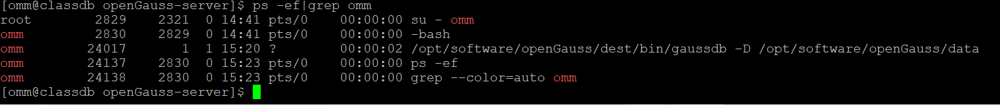 [omm@classdb openGauss-server]$ ps -ef|grep omm
root 2829 2321 0 14:41 pts/0 00:00:00 su - omm
omm 2830 2829 0 14:41 pts/0 00:00:00 -bash
omm 24017 1 1 15:20 ? 00:00:02 /opt/software/openGauss/dest/bin/gaussdb -D /opt/software/openGauss/data
omm 24137 2830 0 15:23 pts/0 00:00:00 ps -ef
omm 24138 2830 0 15:23 pts/0 00:00:00 grep --color=auto omm
[omm@classdb openGauss-server]$